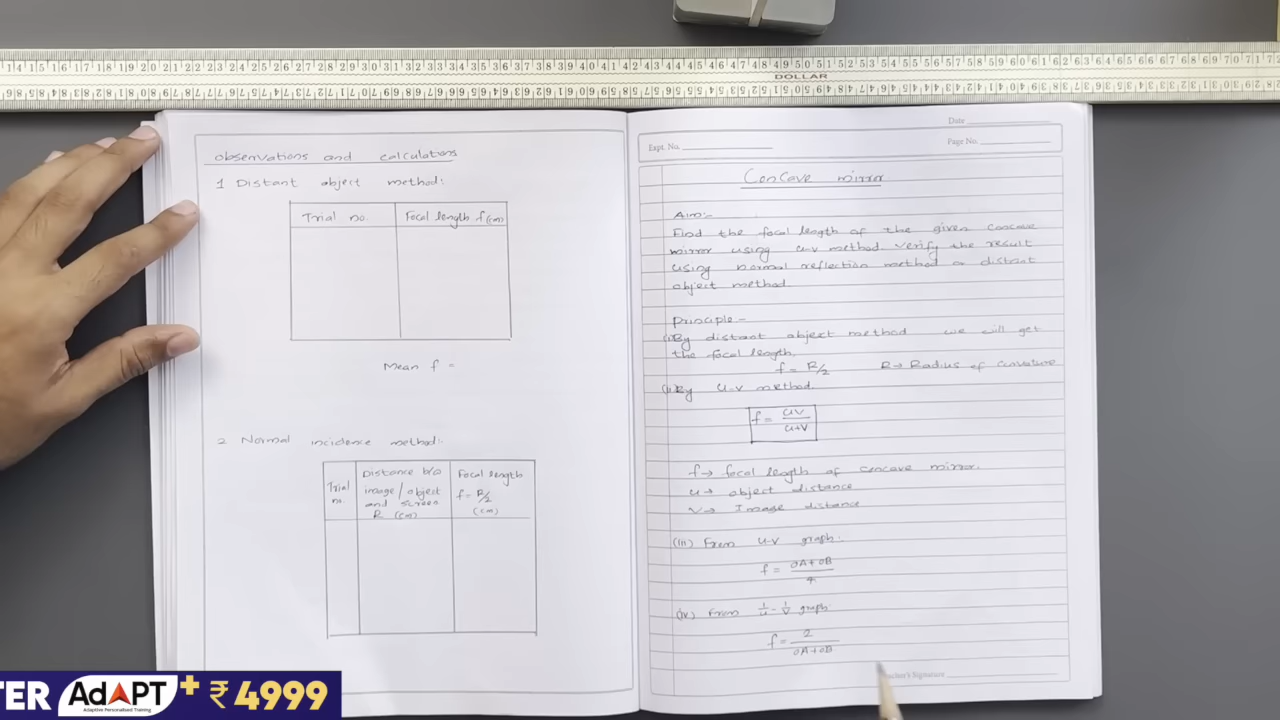 DOLLAR
observations and calculations
1 Distant object method:
Trial no. Focal length f(cm)
Mean f =
2 Normal incidence method:
Trial no. Distance b/w image/object and screen R (cm) Focal length f = R/2 (cm)
Date
Expt. No. Page No.
Concave mirror
Aim:-
Find the focal length of the given concave
mirror using u-v method. Verify the result
using normal reflection method or distant
object method.
Principle -
(i) By distant object method we will get
the focal length.
f = R/2 R→ Radius of curvature
(ii) By u-v method.
f = uv/u+v
f → focal length of concave mirror.
u → object distance
v → Image distance
(iii) From u-v graph:
f = OA+OB/4
(iv) From 1/u - 1/v graph
f = 2/OA+OB
Signature
TER AdAPT + ₹ 4999
Adaptive Personalised Training